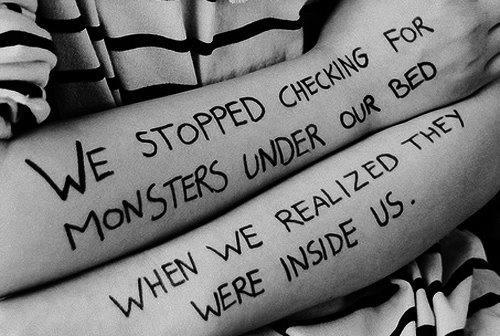 WE STOPPED CHECKING FOR
MONSTERS UNDER OUR BED
WHEN WE REALIZED THEY
WERE INSIDE US.